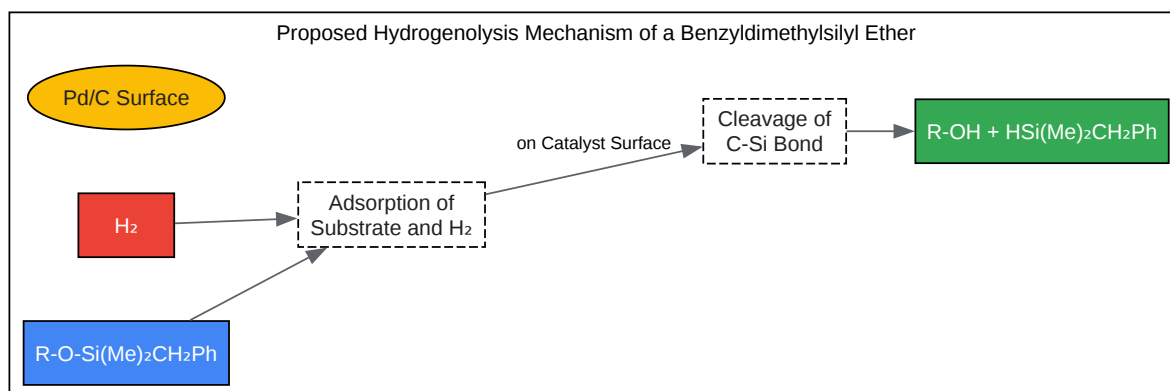 Proposed Hydrogenolysis Mechanism of a Benzyldimethylsilyl Ether
Pd/C Surface
H₂
R-O-Si(Me)₂CH₂Ph
Adsorption of
Substrate and H₂
on Catalyst Surface
Cleavage of
C-Si Bond
R-OH + HSi(Me)₂CH₂Ph